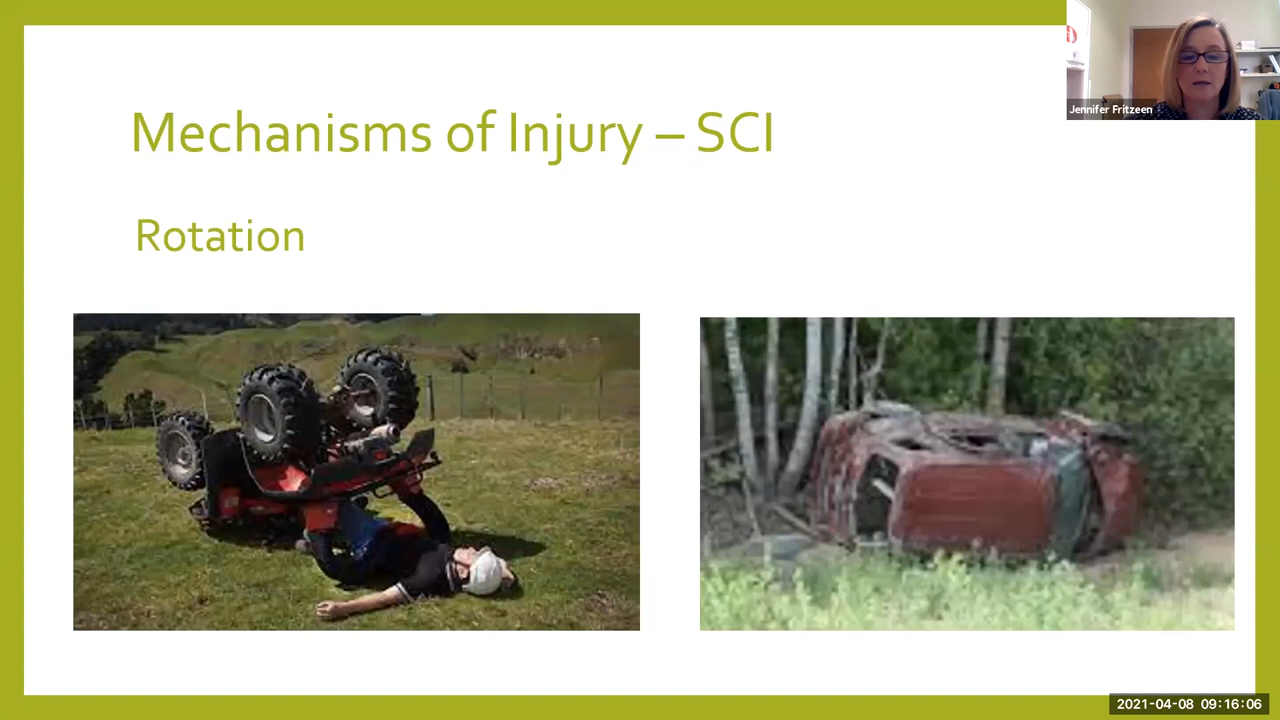 Mechanisms of Injury – SCI
Jennifer Fritzeen
Rotation
2021-04-08 09:16:06